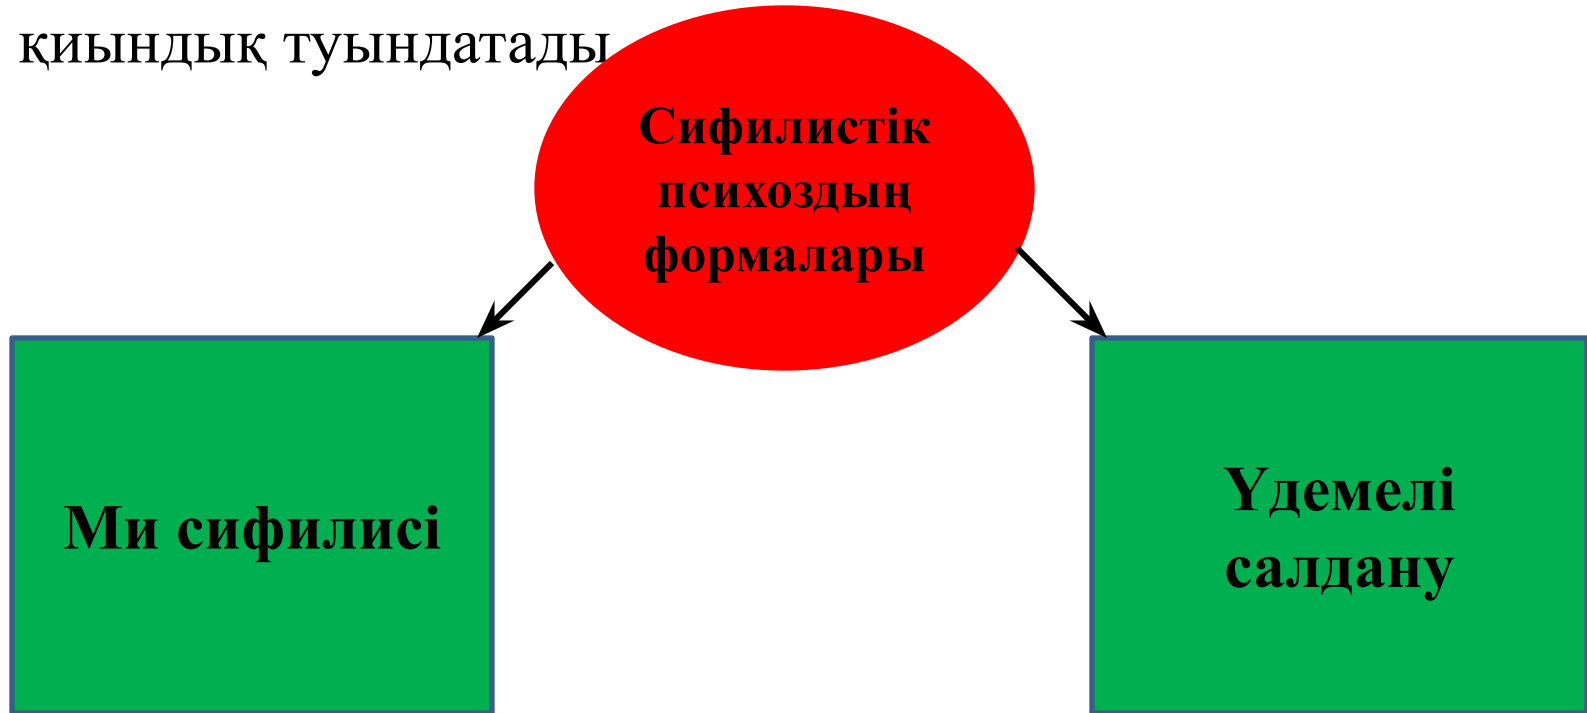 қиындық туындатады
Сифилистік
психоздың
формалары
Ми сифилисі
Үдемелі
салдану